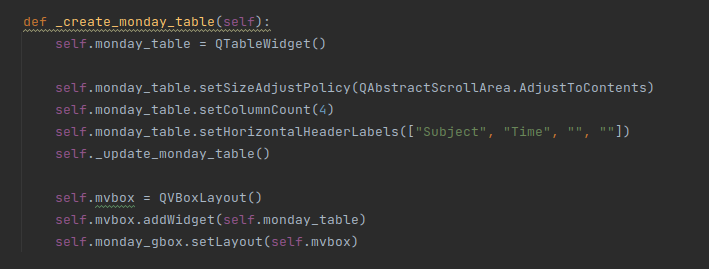 def _create_monday_table(self):
    self.monday_table = QTableWidget()

    self.monday_table.setSizeAdjustPolicy(QAbstractScrollArea.AdjustToContents)
    self.monday_table.setColumnCount(4)
    self.monday_table.setHorizontalHeaderLabels(["Subject", "Time", "", ""])
    self._update_monday_table()

    self.mvbox = QVBoxLayout()
    self.mvbox.addWidget(self.monday_table)
    self.monday_gbox.setLayout(self.mvbox)